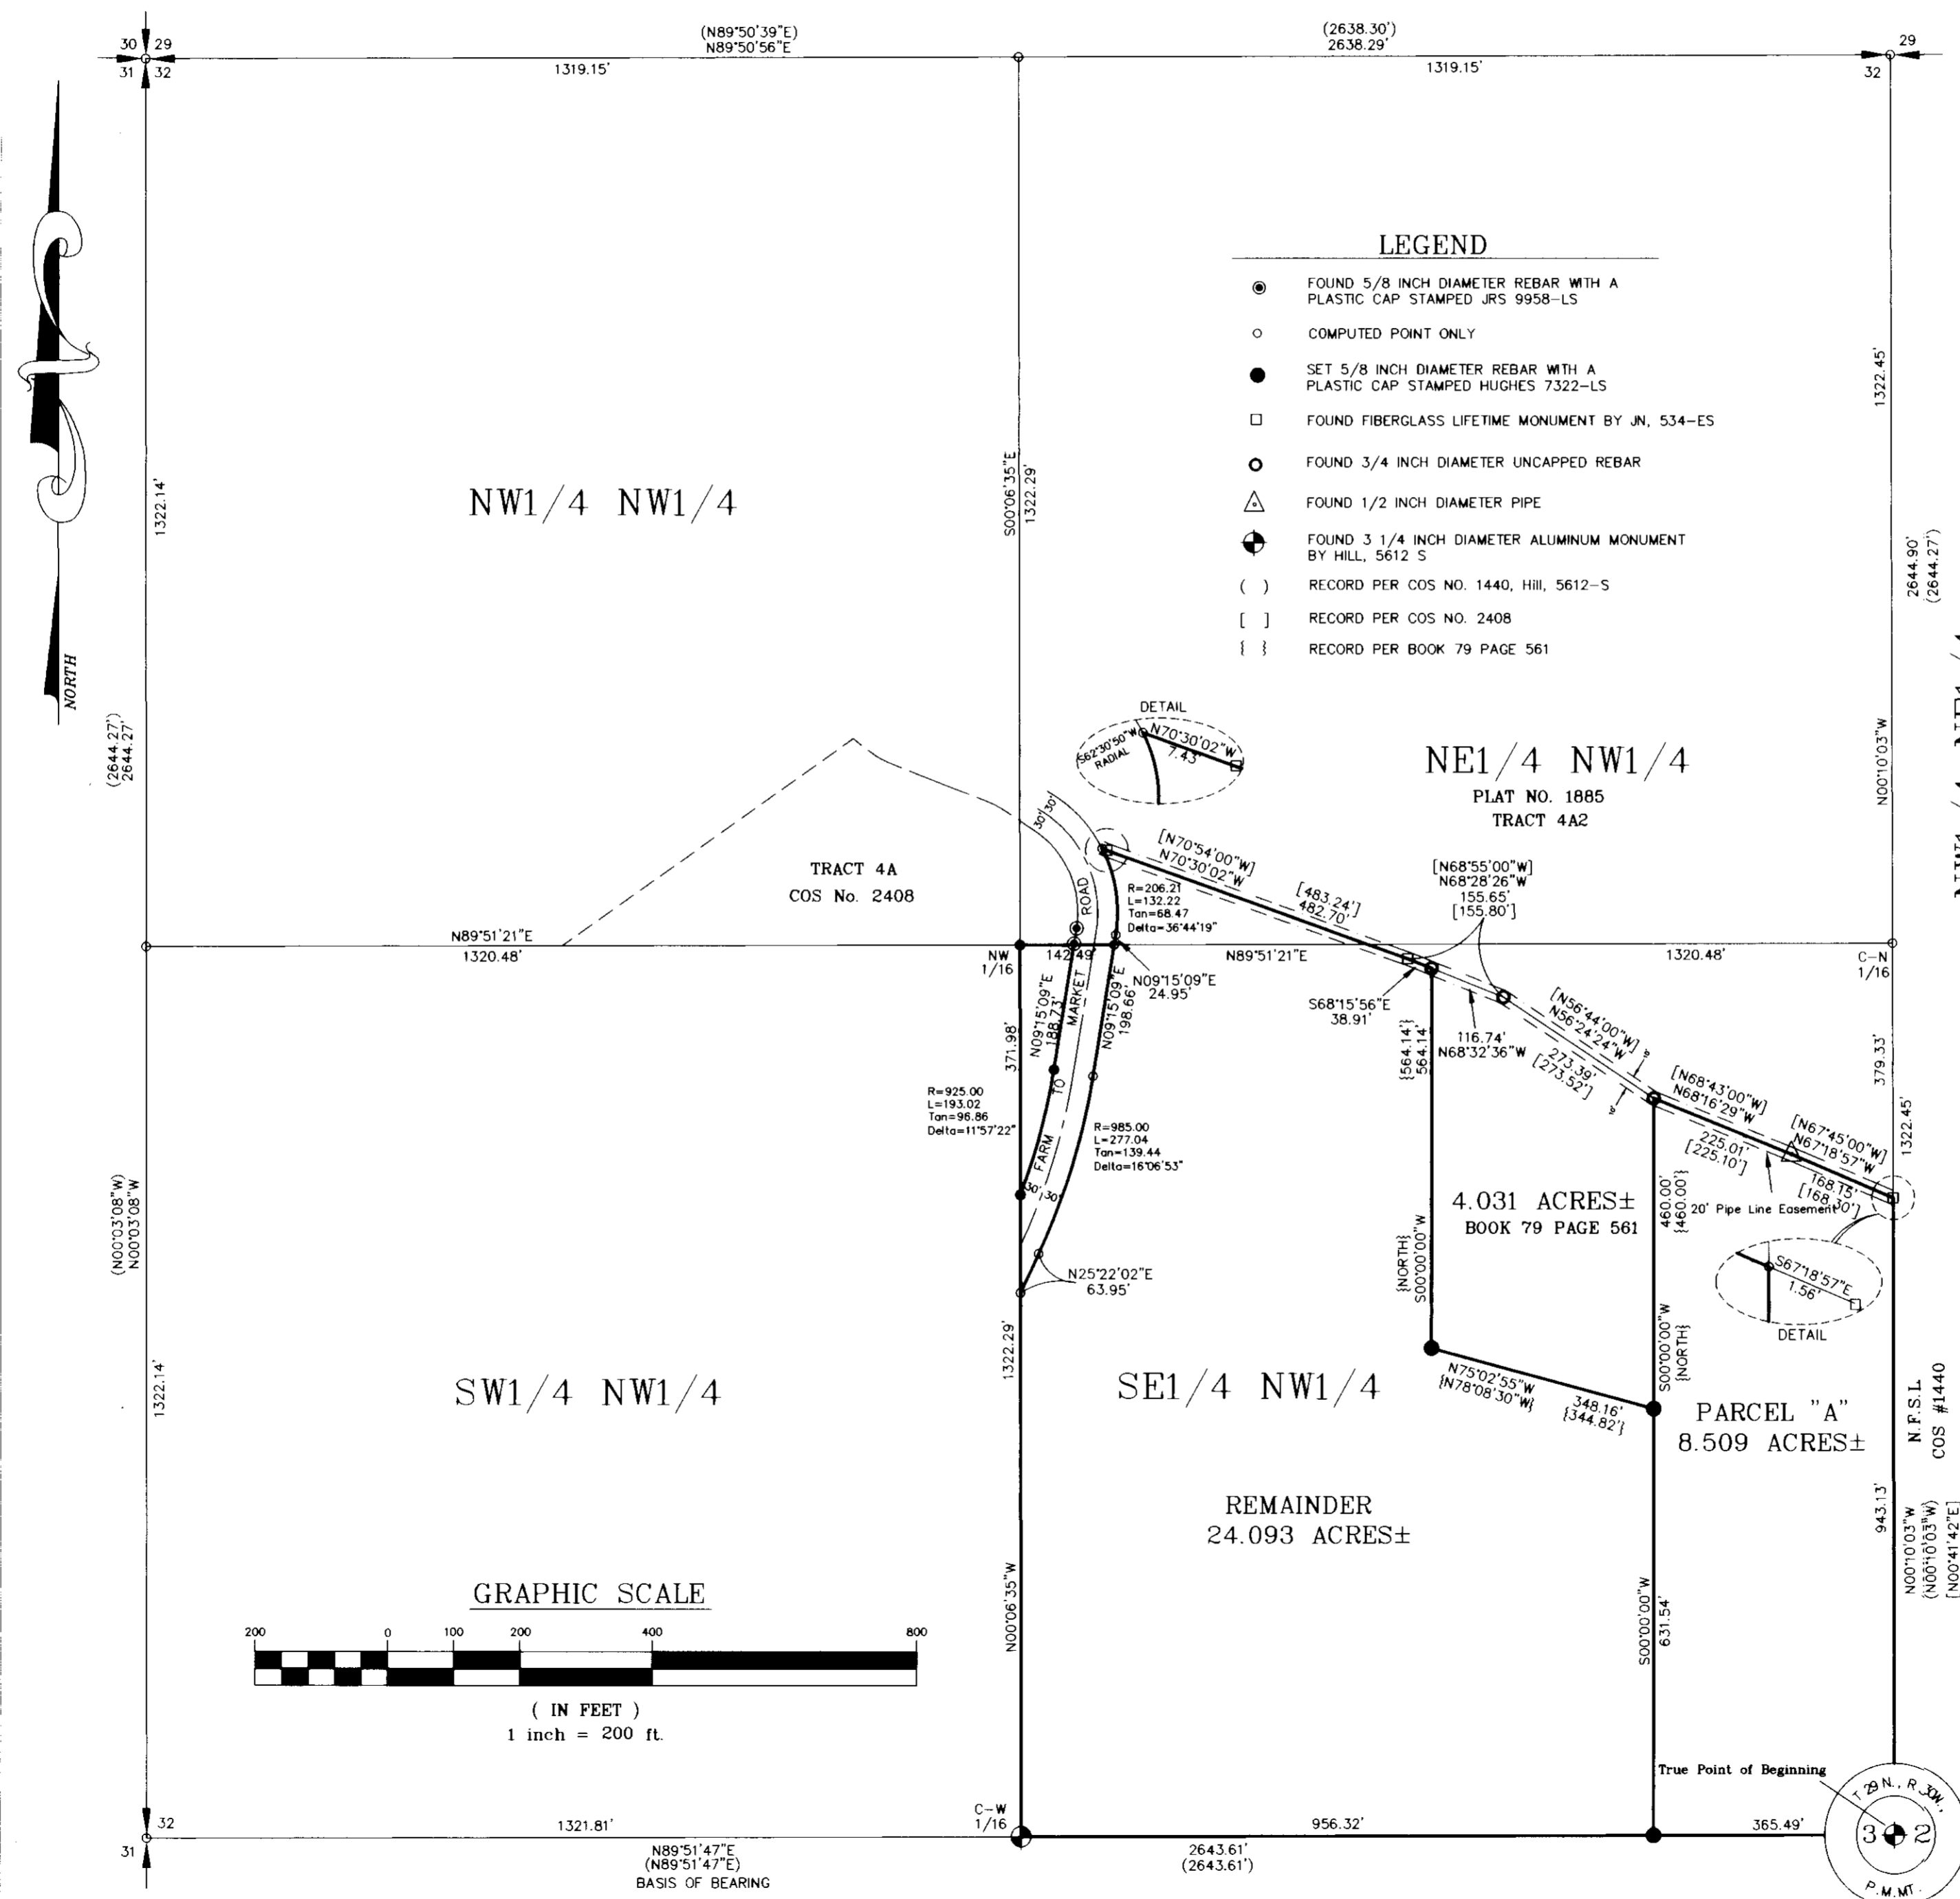 (N89°50'39"E)
N89°50'56"E
(2638.30')
2638.29'
30 29
31 32
29
32
1319.15'
1319.15'
LEGEND
FOUND 5/8 INCH DIAMETER REBAR WITH A
PLASTIC CAP STAMPED JRS 9958-LS
COMPUTED POINT ONLY
SET 5/8 INCH DIAMETER REBAR WITH A
PLASTIC CAP STAMPED HUGHES 7322-LS
FOUND FIBERGLASS LIFETIME MONUMENT BY JN, 534-ES
FOUND 3/4 INCH DIAMETER UNCAPPED REBAR
FOUND 1/2 INCH DIAMETER PIPE
FOUND 3 1/4 INCH DIAMETER ALUMINUM MONUMENT
BY HILL, 5612 S
( ) RECORD PER COS NO. 1440, Hill, 5612-S
[ ] RECORD PER COS NO. 2408
{ } RECORD PER BOOK 79 PAGE 561
NORTH
1322.14'
NW1/4 NW1/4
S00°06'35"E
1322.29'
1322.45'
2644.90'
(2644.27')
N00°10'03"W
(2644.27')
2644.27'
DETAIL
S62°30'50"W
RADIAL
N70°30'02"W
7.43'
NE1/4 NW1/4
PLAT NO. 1885
TRACT 4A2
30' 30'
TRACT 4A
COS No. 2408
[N70°54'00"W]
N70°30'02"W
[483.24']
482.70'
[N68°55'00"W]
N68°28'26"W
155.65'
[155.80']
R=206.21
L=132.22
Tan=68.47
Delta=36°44'19"
N89°51'21"E
1320.48'
NW
1/16
142.49'
N89°51'21"E
1320.48'
C-N
1/16
N09°15'09"E
24.95'
S68°15'56"E
38.91'
116.74'
N68°32'36"W
[N56°44'00"W]
N56°24'24"W
273.39'
[273.52']
371.98'
N09°15'09"E
188.73'
FARM TO MARKET ROAD
N09°15'09"E
198.66'
{564.14'}
564.14'
379.33'
1322.45'
R=925.00
L=193.02
Tan=96.86
Delta=11°57'22"
R=985.00
L=277.04
Tan=139.44
Delta=16°06'53"
30' 30'
[N68°43'00"W]
N68°16'29"W
225.01'
[225.10']
[N67°45'00"W]
N67°18'57"W
168.15'
[168.30']
(N00°03'08"W)
N00°03'08"W
4.031 ACRES±
BOOK 79 PAGE 561
460.00'
{460.00'}
20' Pipe Line Easement
{NORTH}
S00°00'00"W
N25°22'02"E
63.95'
S67°18'57"E
1.56'
DETAIL
1322.14'
1322.29'
S00°00'00"W
{NORTH}
SW1/4 NW1/4
SE1/4 NW1/4
N75°02'55"W
{N78°08'30"W}
348.16'
{344.82'}
PARCEL "A"
8.509 ACRES±
N.F.S.L.
COS #1440
943.13'
N00°10'03"W
(N00°10'03"W)
[N00°41'42"E]
REMAINDER
24.093 ACRES±
N00°06'35"W
S00°00'00"W
631.54'
GRAPHIC SCALE
200 0 100 200 400 800
( IN FEET )
1 inch = 200 ft.
True Point of Beginning
T 29 N., R 30W.,
3 2
P.M.MT.
32
31
1321.81'
C-W
1/16
956.32'
365.49'
N89°51'47"E
(N89°51'47"E)
BASIS OF BEARING
2643.61'
(2643.61')